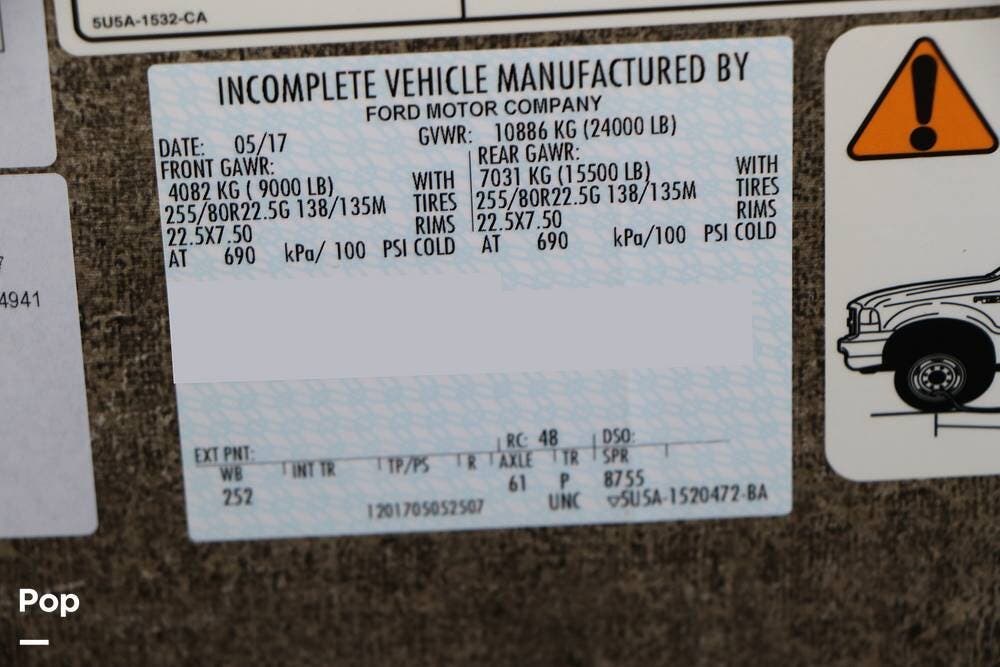 5U5A-1532-CA
INCOMPLETE VEHICLE MANUFACTURED BY
FORD MOTOR COMPANY
DATE: 05/17 GVWR: 10886 KG (24000 LB)
FRONT GAWR: REAR GAWR:
4082 KG ( 9000 LB) WITH 7031 KG (15500 LB) WITH
255/80R22.5G 138/135M TIRES 255/80R22.5G 138/135M TIRES
22.5X7.50 RIMS 22.5X7.50 RIMS
AT 690 kPa/ 100 PSI COLD AT 690 kPa/100 PSI COLD
4941
EXT PNT: RC: 48 DSO:
WB INT TR TP/PS R AXLE TR SPR
252 61 P 8755
1201705052507 UNC 5U5A-1520472-BA
Pop